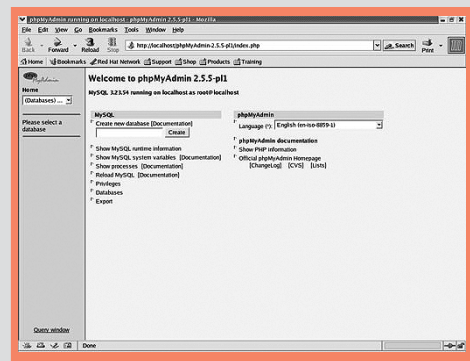 phpMyAdmin running on localhost : phpMyAdmin 2.5.5-pl1 - Mozilla
File Edit View Go Bookmarks Tools Window Help
Back Forward Reload Stop http://localhost/phpMyAdmin-2.5.5-pl1/index.php Search Print
Home Bookmarks Red Hat Network Support Shop Products Training
phpMyAdmin
Home
(Databases) ...
Please select a
database
Query window
Welcome to phpMyAdmin 2.5.5-pl1
MySQL 3.23.54 running on localhost as root@localhost
MySQL
Create new database [Documentation]
Create
Show MySQL runtime information
Show MySQL system variables [Documentation]
Show processes [Documentation]
Reload MySQL [Documentation]
Privileges
Databases
Export
phpMyAdmin
Language (*): English (en-iso-8859-1)
phpMyAdmin documentation
Show PHP information
Official phpMyAdmin Homepage
[ChangeLog] [CVS] [Lists]
Done